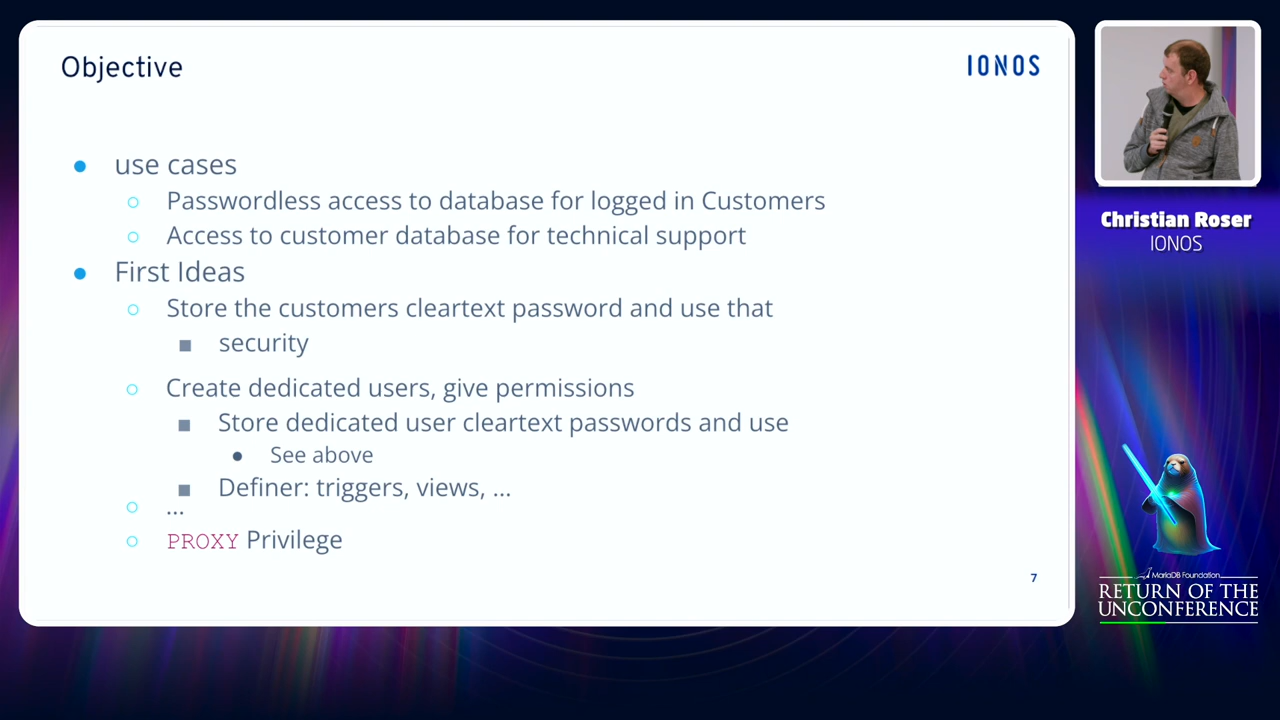 Objective
IONOS
use cases
Passwordless access to database for logged in Customers
Access to customer database for technical support
First Ideas
Store the customers cleartext password and use that
security
Create dedicated users, give permissions
Store dedicated user cleartext passwords and use
See above
Definer: triggers, views, ...
...
PROXY Privilege
7
Christian Roser
IONOS
MariaDB Foundation
RETURN OF THE
UNCONFERENCE